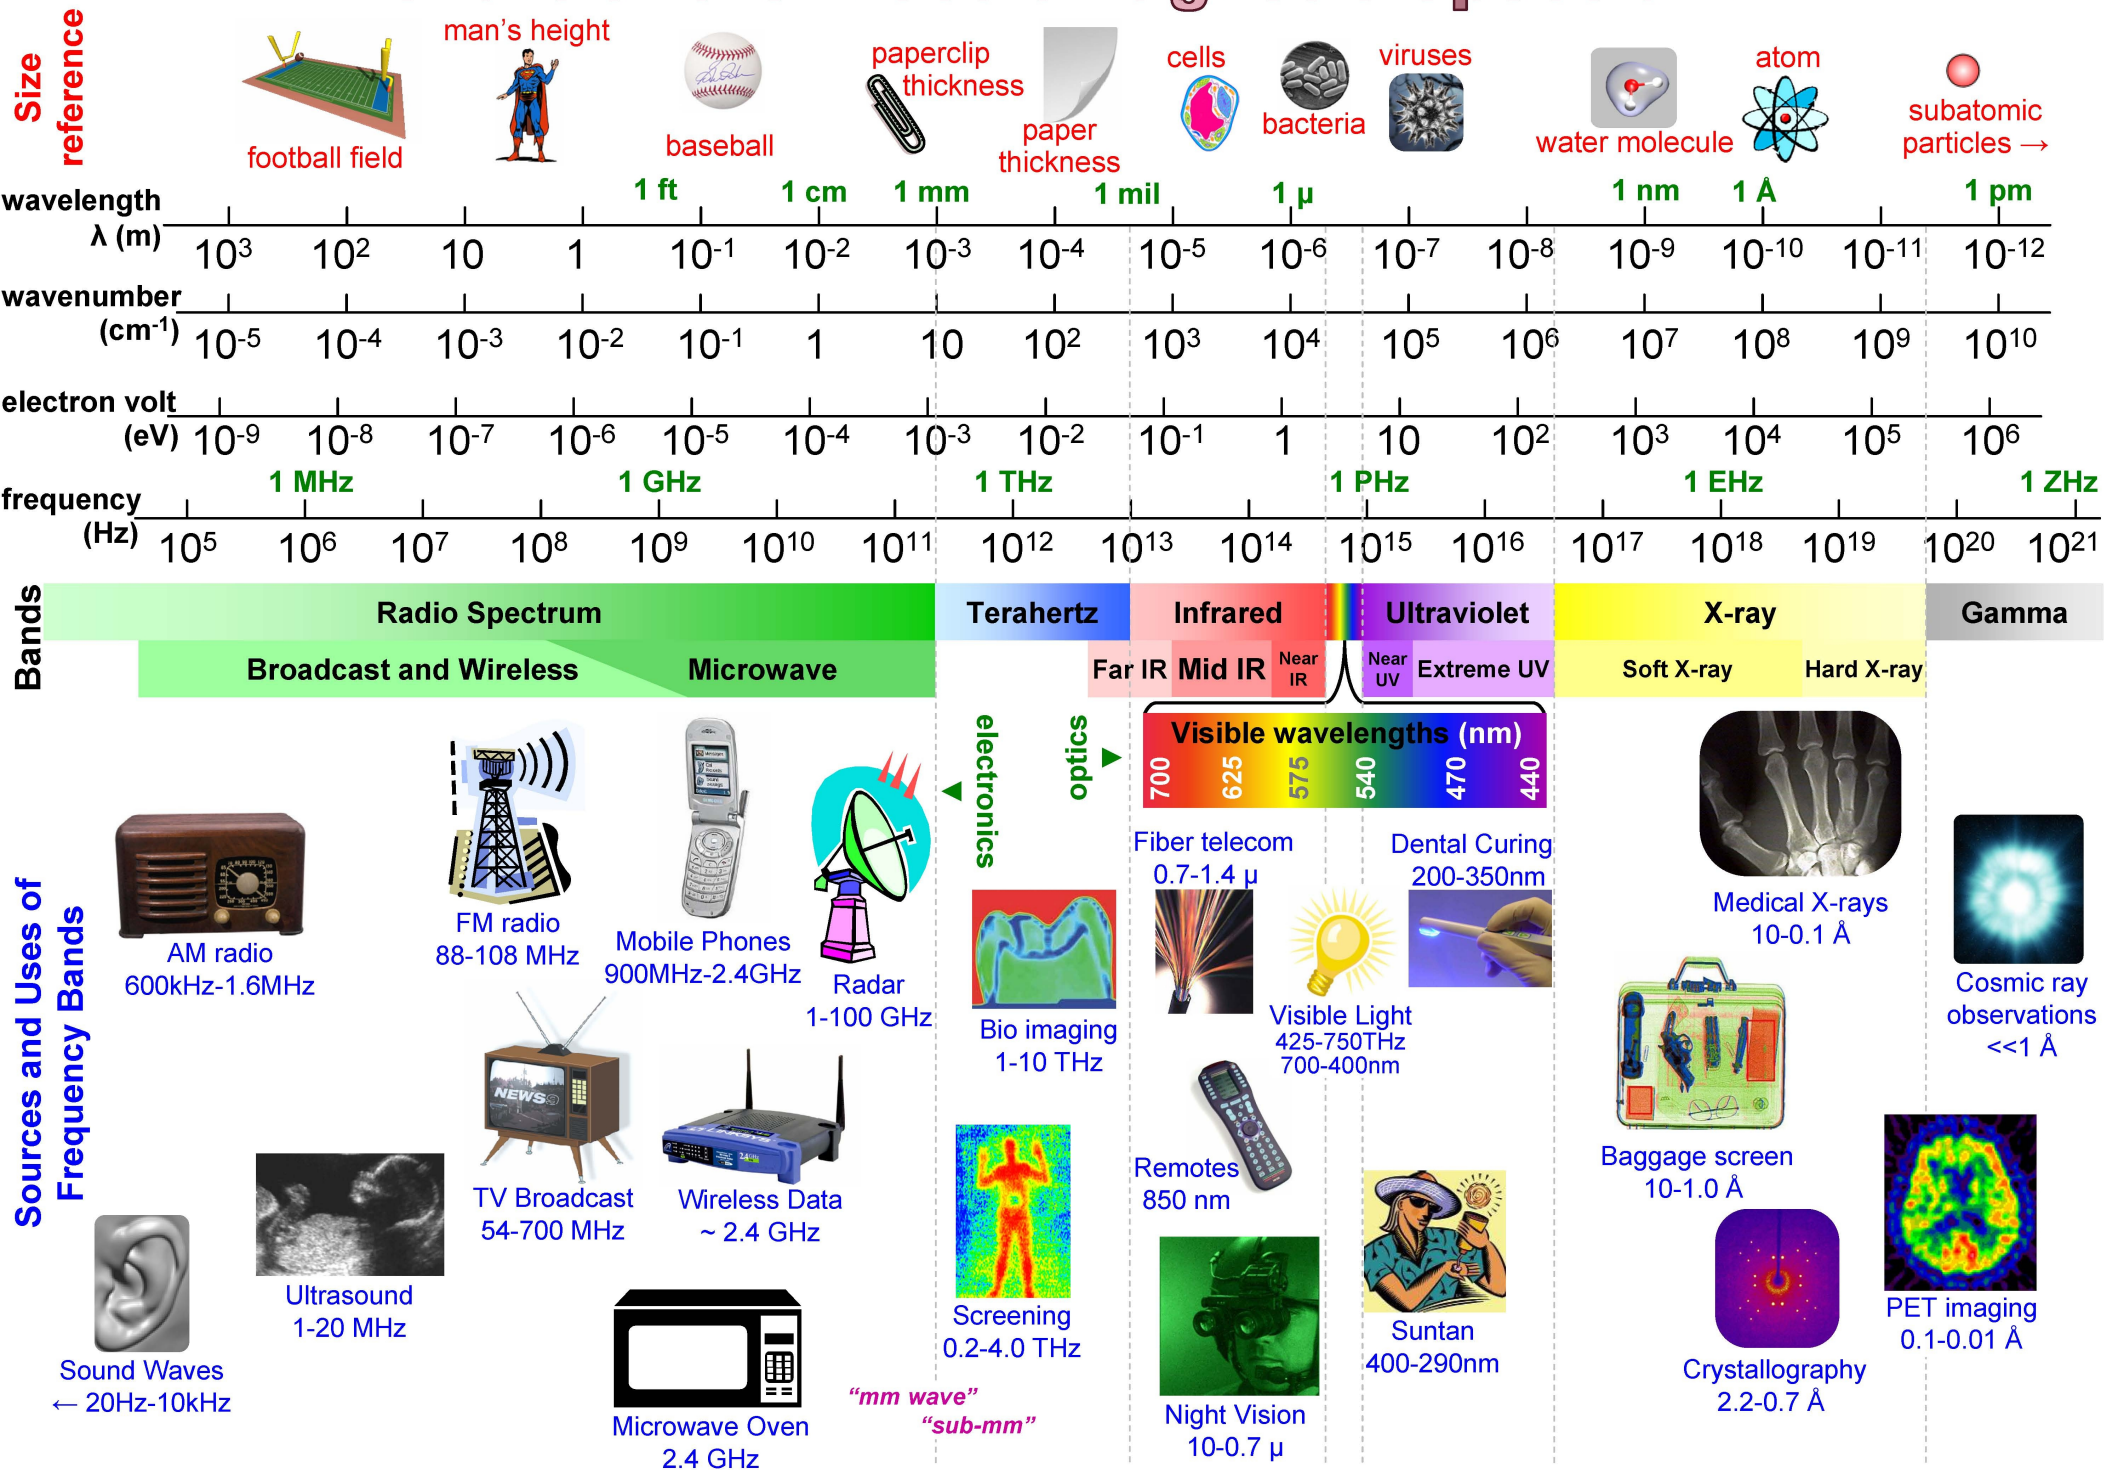 Size reference
football field
man's height
baseball
paperclip thickness
paper thickness
cells
bacteria
viruses
water molecule
atom
subatomic particles →
wavelength λ (m)
1 ft 1 cm 1 mm 1 mil 1 µ 1 nm 1 Å 1 pm
10³ 10² 10 1 10⁻¹ 10⁻² 10⁻³ 10⁻⁴ 10⁻⁵ 10⁻⁶ 10⁻⁷ 10⁻⁸ 10⁻⁹ 10⁻¹⁰ 10⁻¹¹ 10⁻¹²
wavenumber (cm⁻¹)
10⁻⁵ 10⁻⁴ 10⁻³ 10⁻² 10⁻¹ 1 10 10² 10³ 10⁴ 10⁵ 10⁶ 10⁷ 10⁸ 10⁹ 10¹⁰
electron volt (eV)
10⁻⁹ 10⁻⁸ 10⁻⁷ 10⁻⁶ 10⁻⁵ 10⁻⁴ 10⁻³ 10⁻² 10⁻¹ 1 10 10² 10³ 10⁴ 10⁵ 10⁶
1 MHz 1 GHz 1 THz 1 PHz 1 EHz 1 ZHz
frequency (Hz)
10⁵ 10⁶ 10⁷ 10⁸ 10⁹ 10¹⁰ 10¹¹ 10¹² 10¹³ 10¹⁴ 10¹⁵ 10¹⁶ 10¹⁷ 10¹⁸ 10¹⁹ 10²⁰ 10²¹
Bands
Radio Spectrum Terahertz Infrared Ultraviolet X-ray Gamma
Broadcast and Wireless Microwave Far IR Mid IR Near IR Near UV Extreme UV Soft X-ray Hard X-ray
electronics
optics
Visible wavelengths (nm)
700 625 575 540 470 440
Sources and Uses of
Frequency Bands
AM radio
600kHz-1.6MHz
FM radio
88-108 MHz
Mobile Phones
900MHz-2.4GHz
Radar
1-100 GHz
Bio imaging
1-10 THz
Fiber telecom
0.7-1.4 µ
Visible Light
425-750THz
700-400nm
Dental Curing
200-350nm
Medical X-rays
10-0.1 Å
Cosmic ray
observations
<<1 Å
Sound Waves
← 20Hz-10kHz
Ultrasound
1-20 MHz
NEWS9
TV Broadcast
54-700 MHz
LINKSYS
Wireless Data
~ 2.4 GHz
Microwave Oven
2.4 GHz
Screening
0.2-4.0 THz
"mm wave"
"sub-mm"
Remotes
850 nm
Night Vision
10-0.7 µ
Suntan
400-290nm
Baggage screen
10-1.0 Å
Crystallography
2.2-0.7 Å
PET imaging
0.1-0.01 Å